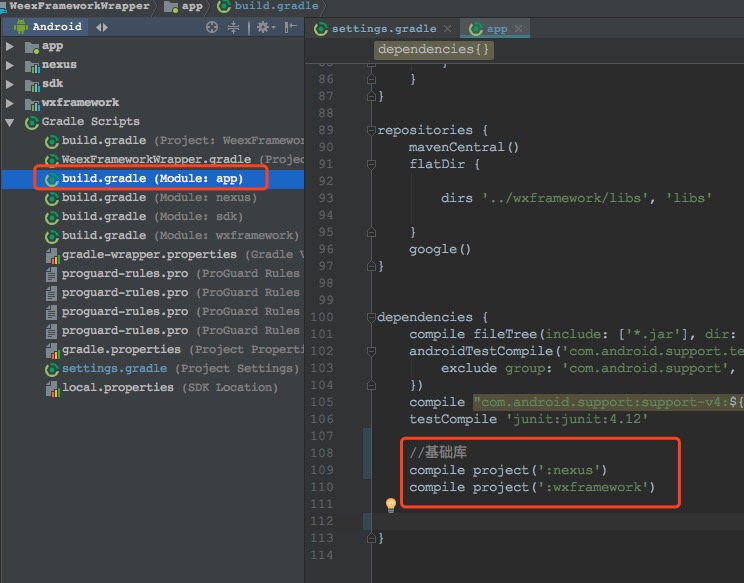 WeexFrameworkWrapper app build.gradle
Android
app
nexus
sdk
wxframework
Gradle Scripts
build.gradle (Project: WeexFramewor
WeexFrameworkWrapper.gradle (Projec
build.gradle (Module: app)
build.gradle (Module: nexus)
build.gradle (Module: sdk)
build.gradle (Module: wxframework)
gradle-wrapper.properties (Gradle V
proguard-rules.pro (ProGuard Rules
proguard-rules.pro (ProGuard Rules
proguard-rules.pro (ProGuard Rules
proguard-rules.pro (ProGuard Rules
gradle.properties (Project Properti
settings.gradle (Project Settings)
local.properties (SDK Location)
settings.gradle app
dependencies{}
86 }
87 }
88
89 repositories {
90 mavenCentral()
91 flatDir {
92
93 dirs '../wxframework/libs', 'libs'
94
95 }
96 google()
97 }
98
99
100 dependencies {
101 compile fileTree(include: ['*.jar'], dir:
102 androidTestCompile('com.android.support.te
103 exclude group: 'com.android.support',
104 })
105 compile "com.android.support:support-v4:${
106 testCompile 'junit:junit:4.12'
107
108 //基础库
109 compile project(':nexus')
110 compile project(':wxframework')
111
112
113 }
114